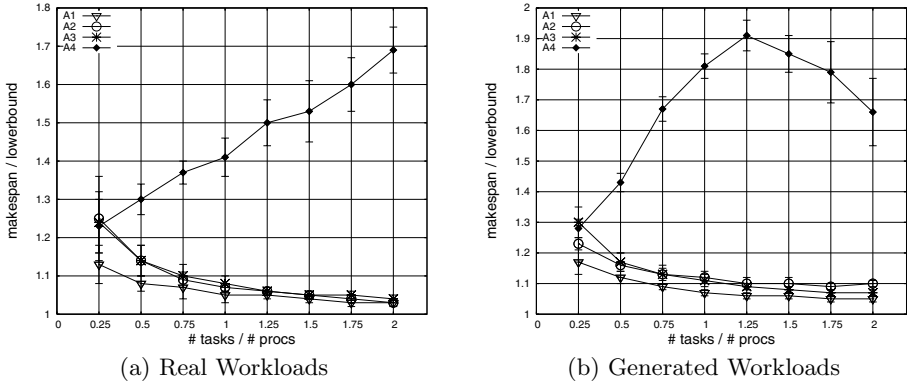 makespan / lowerbound
1.8
1.7
1.6
1.5
1.4
1.3
1.2
1.1
1
A1
A2
A3
A4
0 0.25 0.5 0.75 1 1.25 1.5 1.75 2
# tasks / # procs
(a) Real Workloads
makespan / lowerbound
2
1.9
1.8
1.7
1.6
1.5
1.4
1.3
1.2
1.1
1
A1
A2
A3
A4
0 0.25 0.5 0.75 1 1.25 1.5 1.75 2
# tasks / # procs
(b) Generated Workloads